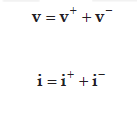 v = v⁺ + v⁻
i = i⁺ + i⁻